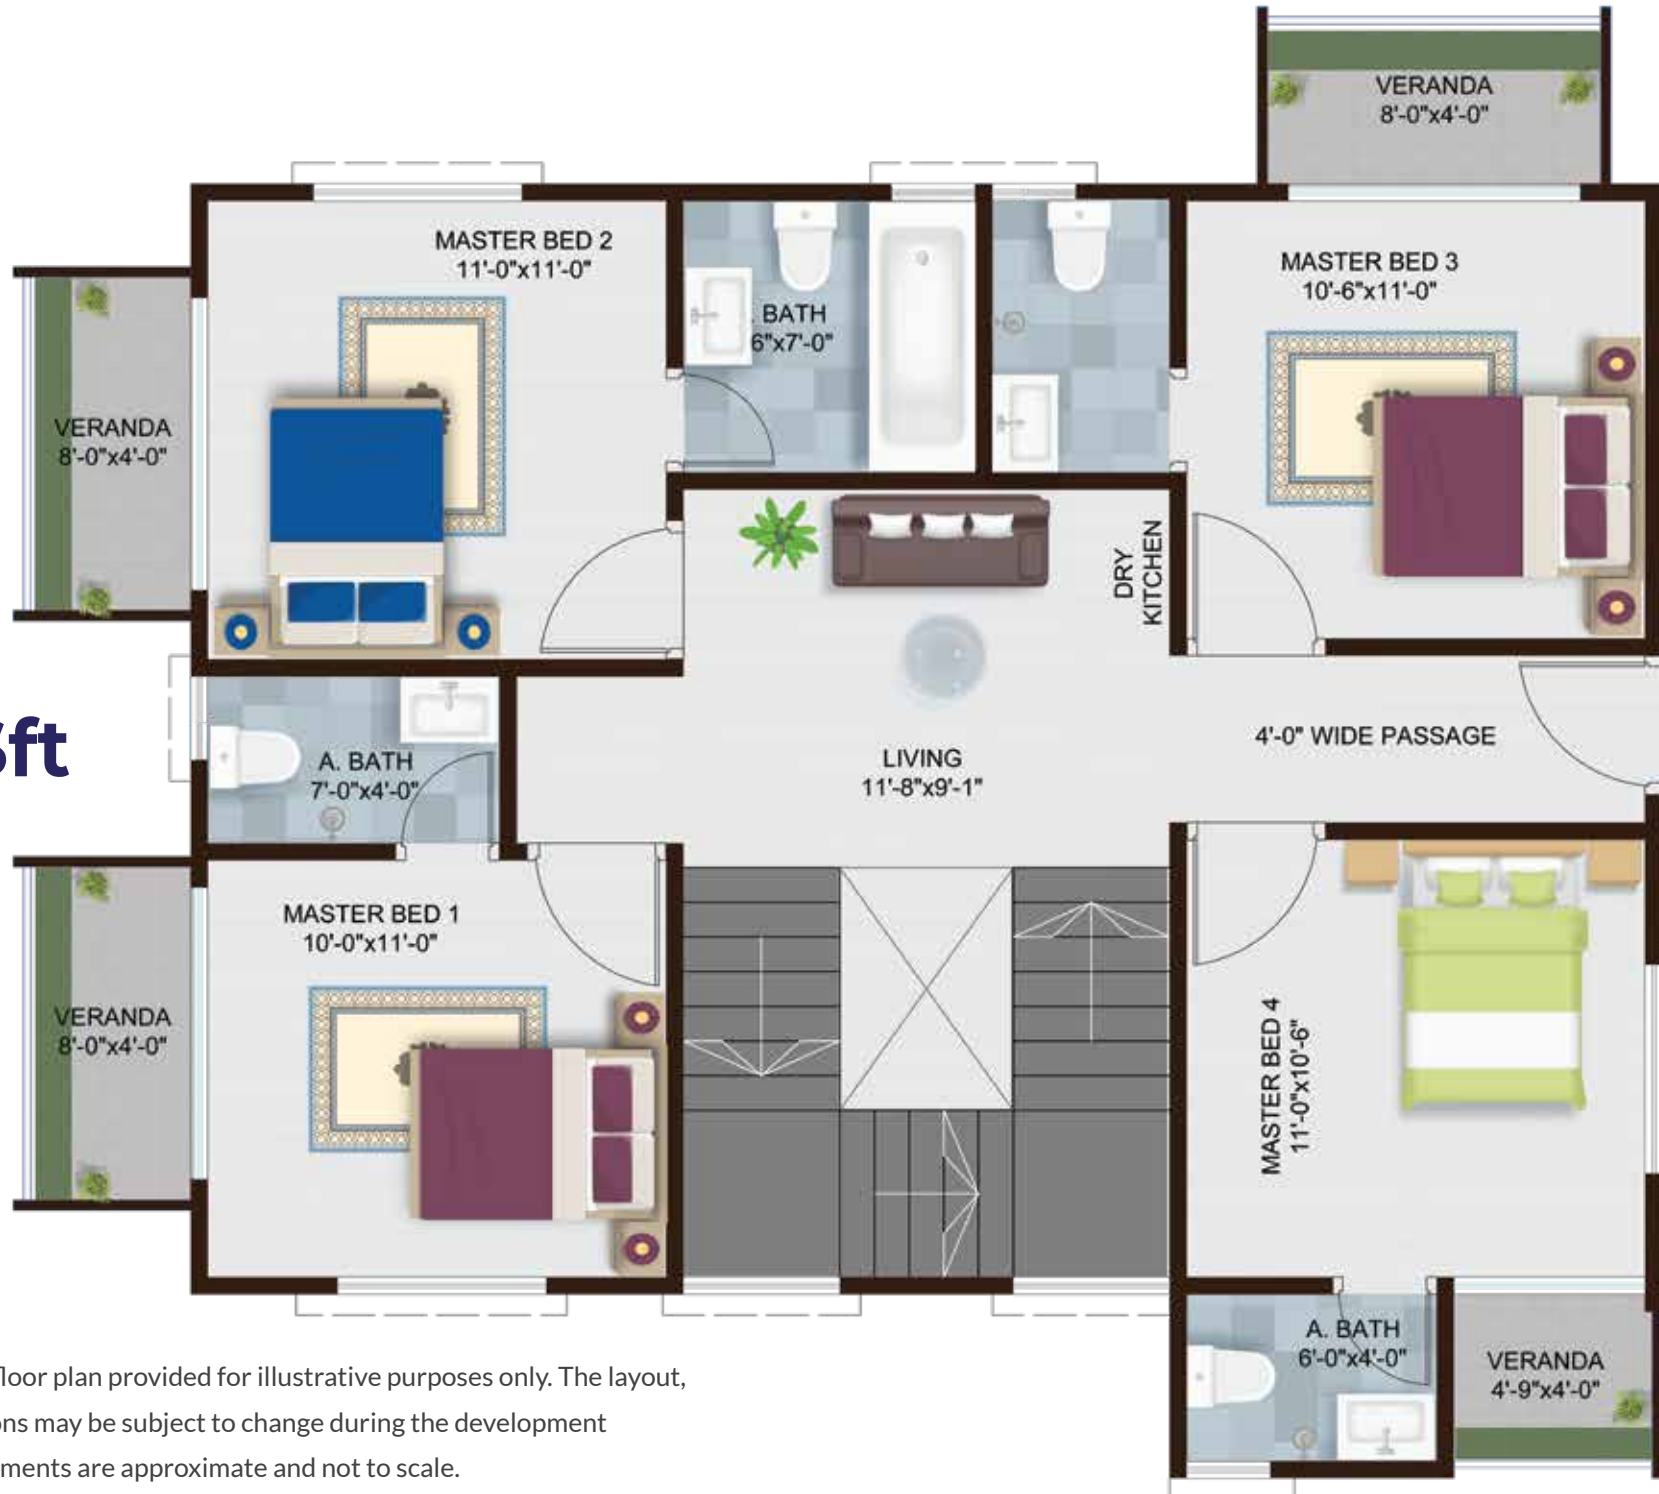 VERANDA
8'-0"x4'-0"
MASTER BED 2
11'-0"x11'-0"
MASTER BED 3
10'-6"x11'-0"
. BATH
6"x7'-0"
VERANDA
8'-0"x4'-0"
DRY
KITCHEN
ft
A. BATH
7'-0"x4'-0"
LIVING
11'-8"x9'-1"
4'-0" WIDE PASSAGE
MASTER BED 1
10'-0"x11'-0"
VERANDA
8'-0"x4'-0"
MASTER BED 4
11'-0"x10'-6"
A. BATH
6'-0"x4'-0"
VERANDA
4'-9"x4'-0"
floor plan provided for illustrative purposes only. The layout,
ons may be subject to change during the development
ments are approximate and not to scale.